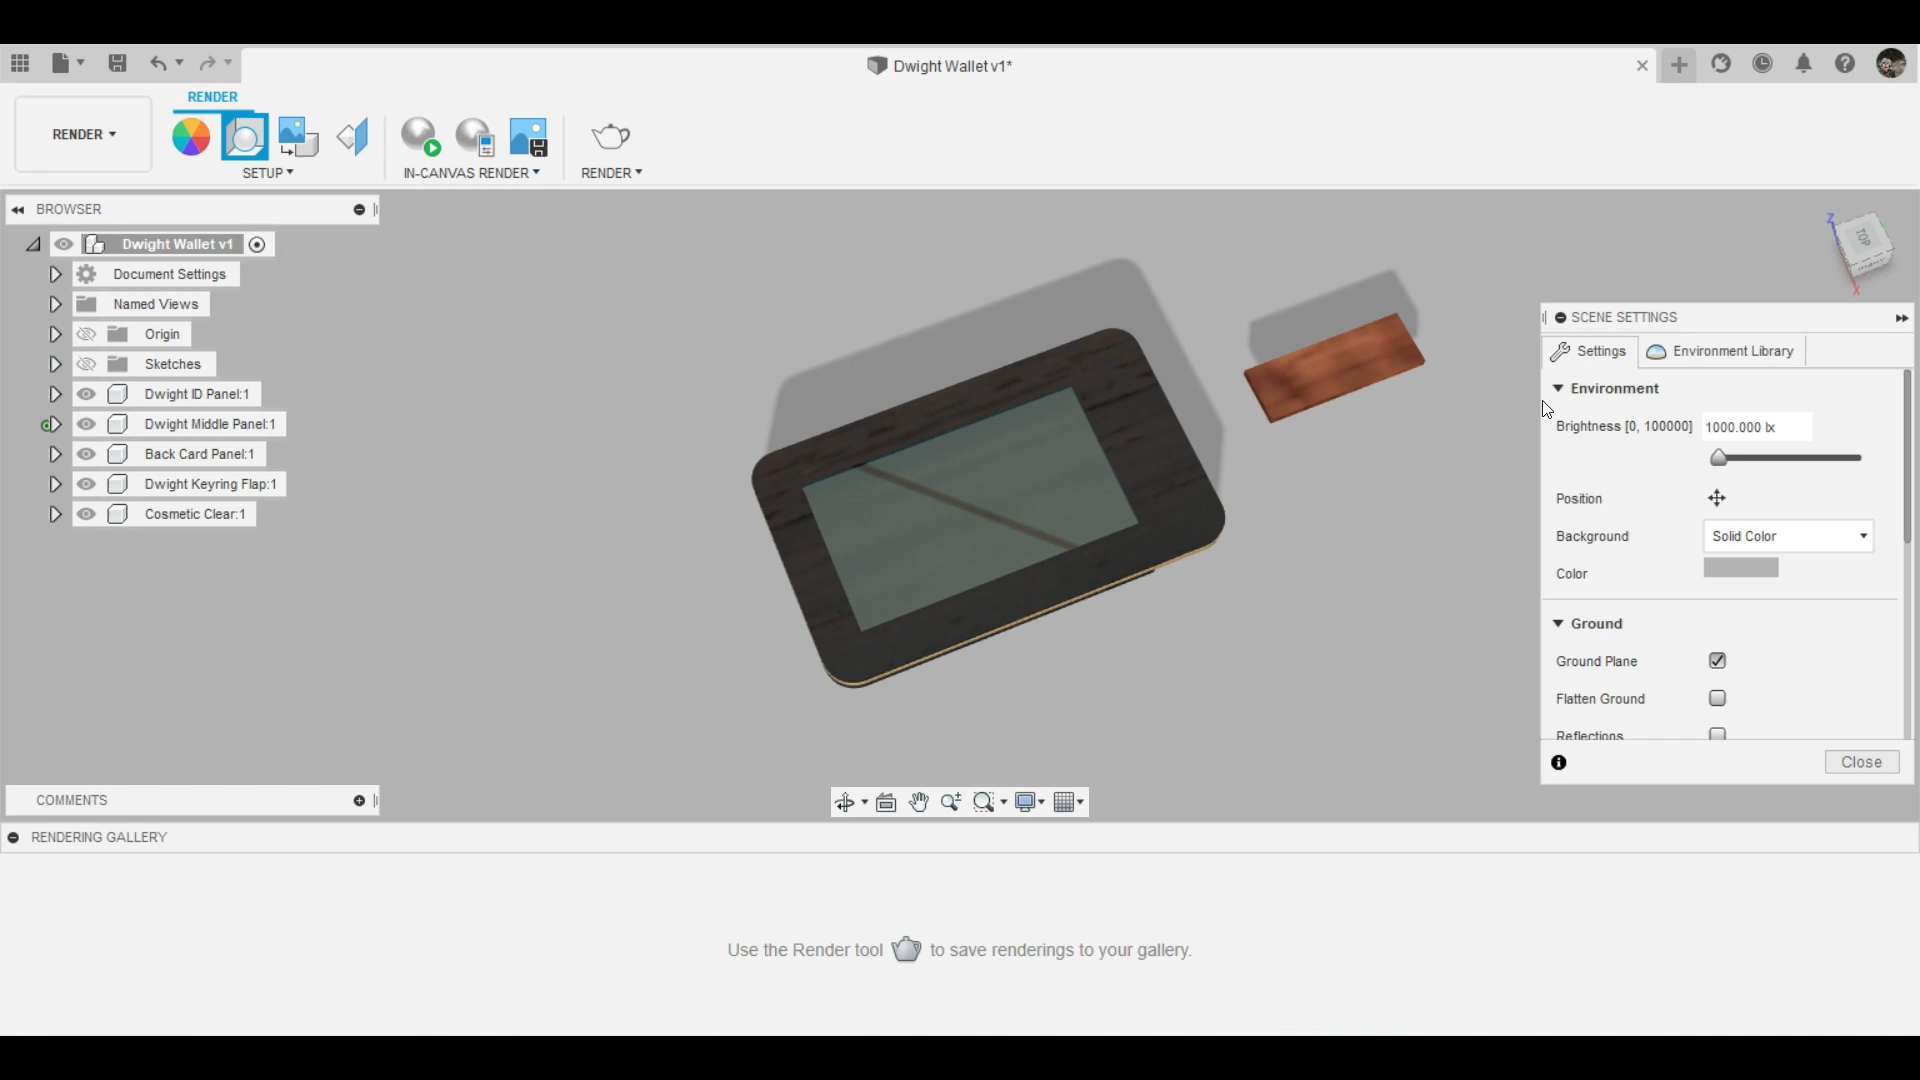 Dwight Wallet v1*
RENDER
RENDER
SETUP
IN-CANVAS RENDER
RENDER
BROWSER
Dwight Wallet v1
Document Settings
Named Views
Origin
Sketches
Dwight ID Panel:1
Dwight Middle Panel:1
Back Card Panel:1
Dwight Keyring Flap:1
Cosmetic Clear:1
Z
TOP
X
SCENE SETTINGS
Settings
Environment Library
Environment
Brightness [0, 100000]
1000.000 lx
Position
Background
Solid Color
Color
Ground
Ground Plane
Flatten Ground
Reflections
Close
COMMENTS
RENDERING GALLERY
Use the Render tool to save renderings to your gallery.